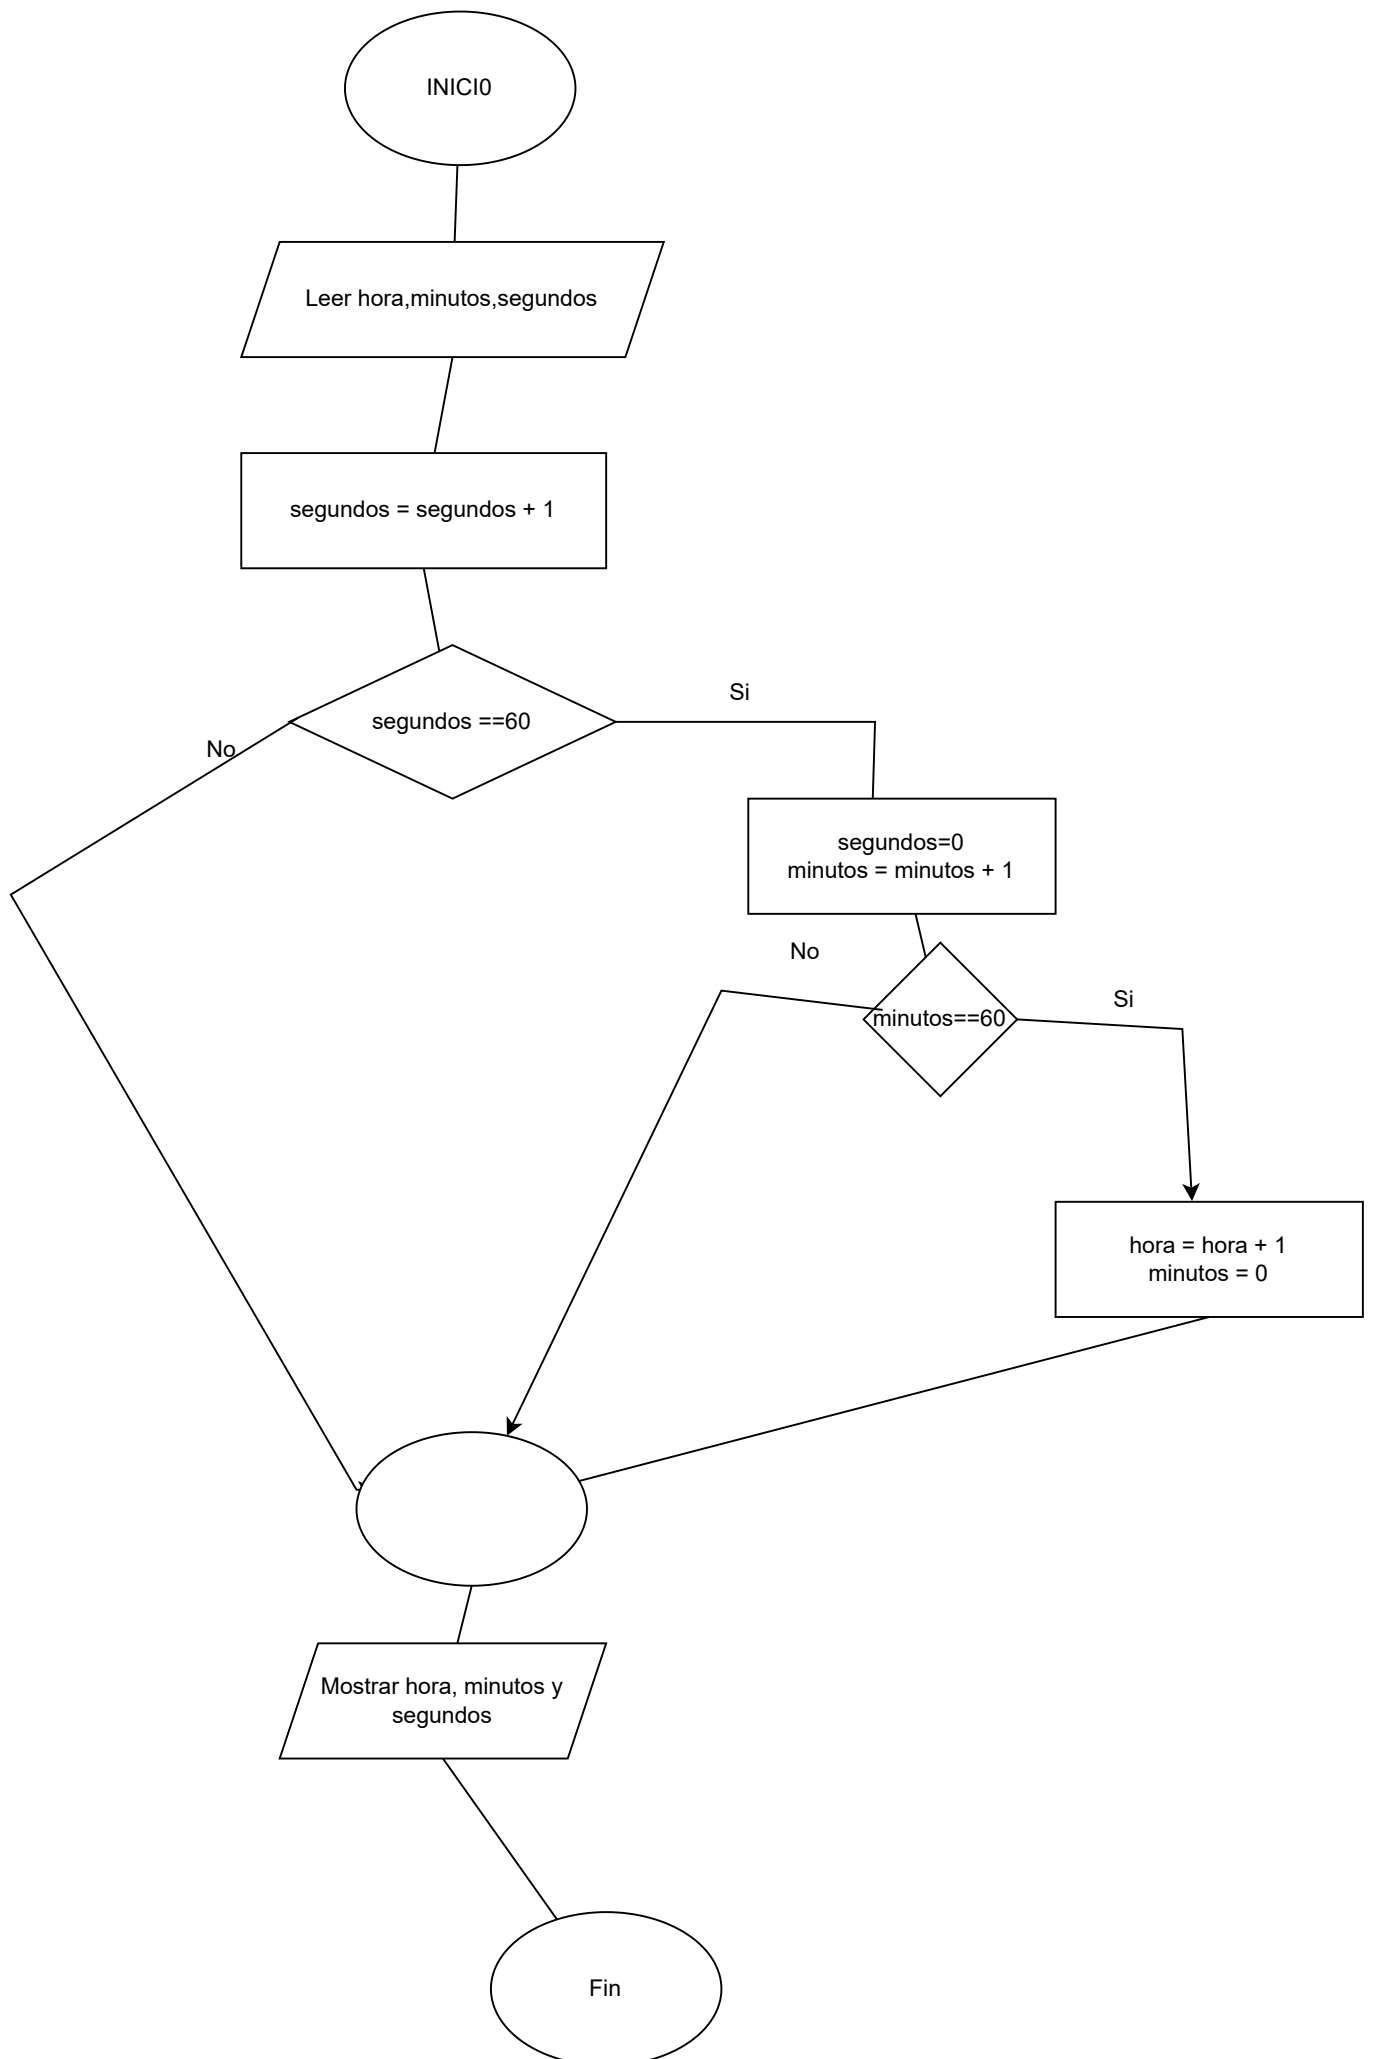 INICI0
Leer hora,minutos,segundos
segundos = segundos + 1
segundos ==60
Si
No
segundos=0
minutos = minutos + 1
No
minutos==60
Si
hora = hora + 1
minutos = 0
Mostrar hora, minutos y
segundos
Fin